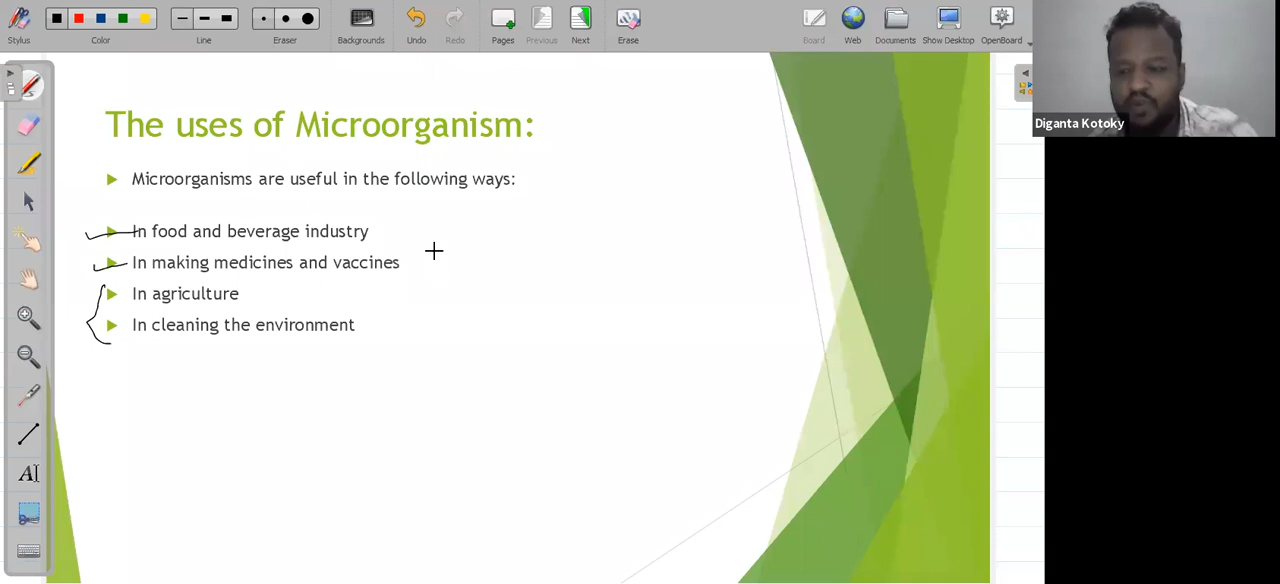 Stylus
Color
Line
Eraser
Backgrounds
Undo
Redo
Pages
Previous
Next
Erase
Board
Web
Documents
Show Desktop
OpenBoard
Diganta Kotoky
The uses of Microorganism:
Microorganisms are useful in the following ways:
In food and beverage industry
In making medicines and vaccines
In agriculture
In cleaning the environment